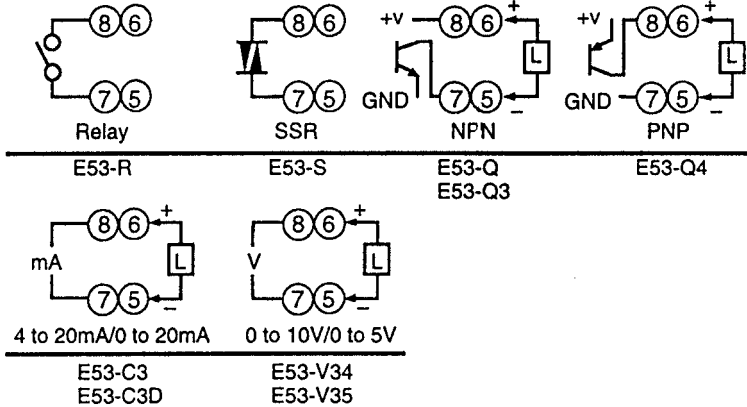 8 6
7 5
Relay
E53-R
8 6
7 5
SSR
E53-S
+v 8 6 +
L
GND 7 5 −
NPN
E53-Q
E53-Q3
+v 8 6 +
L
GND 7 5 −
PNP
E53-Q4
8 6 +
mA L
7 5 −
4 to 20mA/0 to 20mA
E53-C3
E53-C3D
8 6 +
V L
7 5 −
0 to 10V/0 to 5V
E53-V34
E53-V35